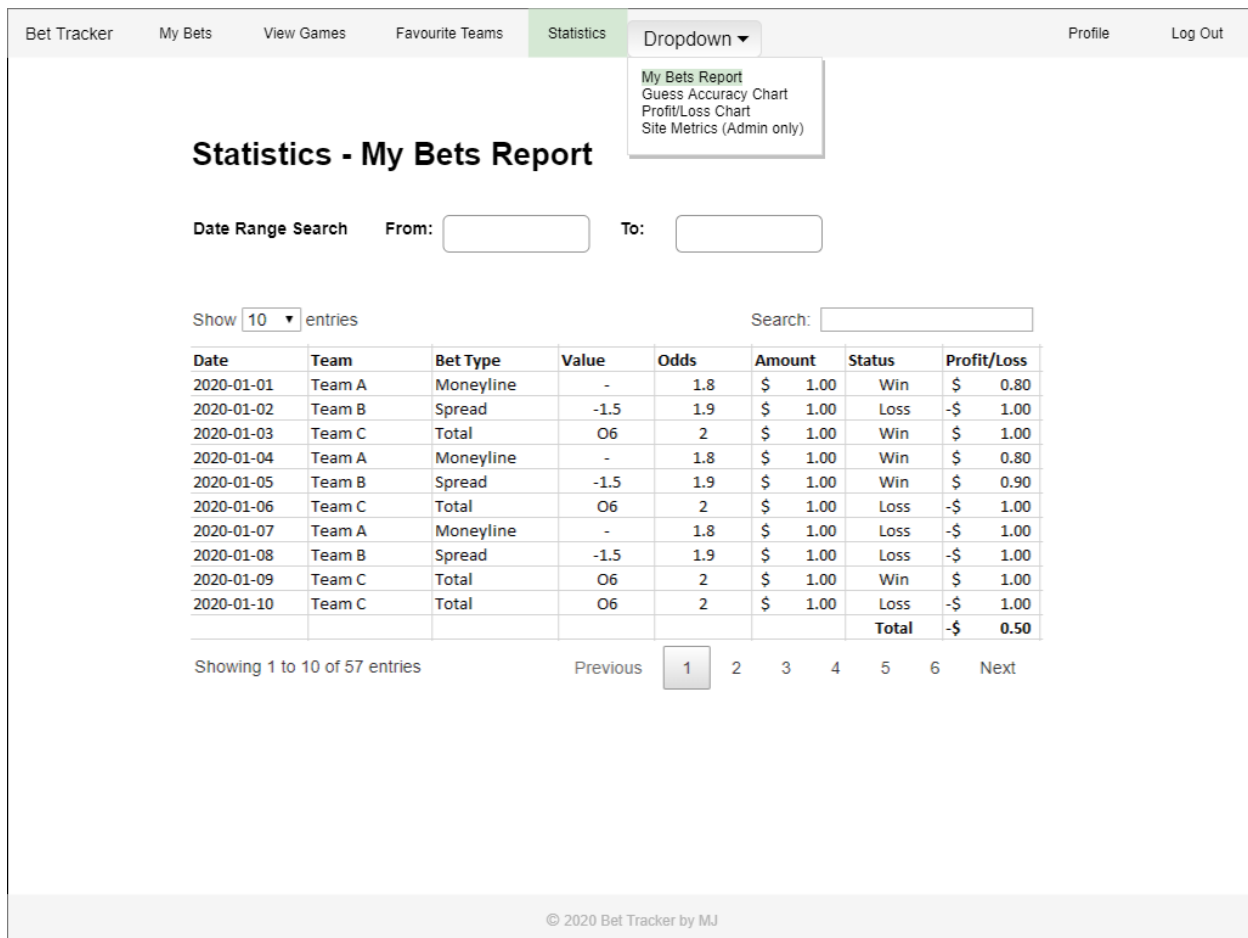 Bet Tracker My Bets View Games Favourite Teams Statistics Dropdown Profile Log Out
My Bets Report
Guess Accuracy Chart
Profit/Loss Chart
Site Metrics (Admin only)
Statistics - My Bets Report
Date Range Search From: To:
Show 10 entries Search:
Date Team Bet Type Value Odds Amount Status Profit/Loss
2020-01-01 Team A Moneyline - 1.8 $ 1.00 Win $ 0.80
2020-01-02 Team B Spread -1.5 1.9 $ 1.00 Loss -$ 1.00
2020-01-03 Team C Total O6 2 $ 1.00 Win $ 1.00
2020-01-04 Team A Moneyline - 1.8 $ 1.00 Win $ 0.80
2020-01-05 Team B Spread -1.5 1.9 $ 1.00 Win $ 0.90
2020-01-06 Team C Total O6 2 $ 1.00 Loss -$ 1.00
2020-01-07 Team A Moneyline - 1.8 $ 1.00 Loss -$ 1.00
2020-01-08 Team B Spread -1.5 1.9 $ 1.00 Loss -$ 1.00
2020-01-09 Team C Total O6 2 $ 1.00 Win $ 1.00
2020-01-10 Team C Total O6 2 $ 1.00 Loss -$ 1.00
Total -$ 0.50
Showing 1 to 10 of 57 entries Previous 1 2 3 4 5 6 Next
© 2020 Bet Tracker by MJ